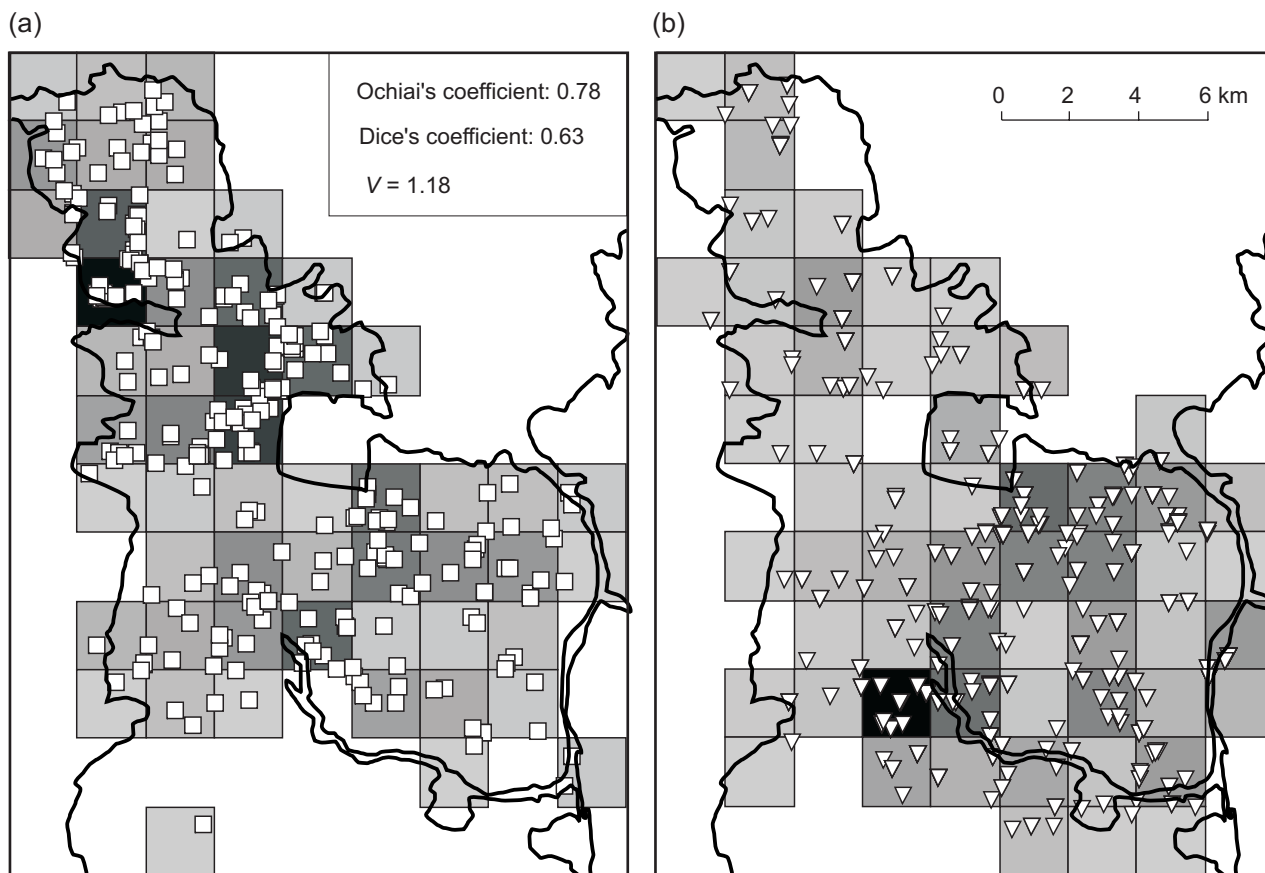 (a)
(b)
Ochiai's coefficient: 0.78
Dice's coefficient: 0.63
V = 1.18
0 2 4 6 km